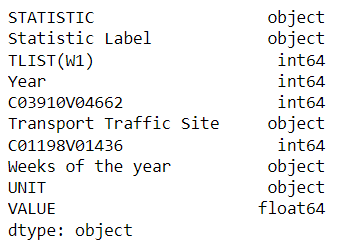 STATISTIC object
Statistic Label object
TLIST(W1) int64
Year int64
C03910V04662 int64
Transport Traffic Site object
C01198V01436 int64
Weeks of the year object
UNIT object
VALUE float64
dtype: object